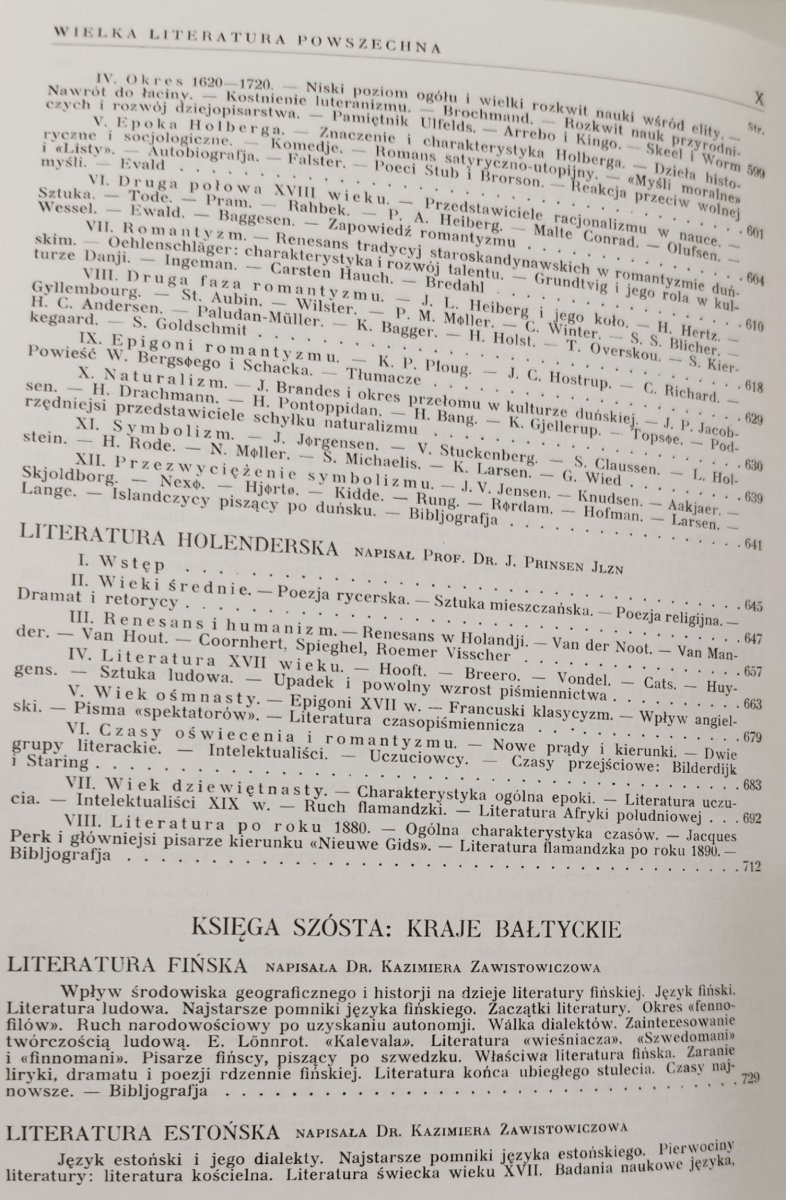 WIELKA LITERATURA POWSZECHNA
X
Str.
IV. Okres 1620—1720. — Niski poziom ogółu i wielki rozkwit nauki wśród elity. —
Nawrót do łaciny. — Kostnienie luteranizmu. — Brochmand. — Rozkwit nauk przyrodni-
czych i rozwój dziejopisarstwa. — Pamiętnik Ulfelds. — Arrebo i Kingo. — Skeel i Worm 599
V. Epoka Holberga. — Znaczenie i charakterystyka Holberga. — Dzieła histo-
ryczne i socjologiczne. — Komedje. — Romans satyryczno-utopijny. — «Myśli moralne»
i «Listy». — Autobiografja. — Falster. — Poeci Stub i Brorson. — Reakcja przeciw wolnej
myśli. — Evald . . . . . . . . . . . . . . . . . . . . 601
VI. Druga połowa XVIII wieku. — Przedstawiciele racjonalizmu w nauce. —
Sztuka. — Tode. — Pram. — Rahbek. — P. A. Heiberg. — Malte Conrad. — Olufsen. —
Wessel. — Ewald. — Baggesen. — Zapowiedź romantyzmu . . . . . . . . 604
VII. Romantyzm. — Renesans tradycyj staroskandynawskich w romantyzmie duń-
skim. — Oehlenschläger: charakterystyka i rozwój talentu. — Grundtvig i jego rola w kul-
turze Danji. — Ingeman. — Carsten Hauch. — Bredahl . . . . . . . . 610
VIII. Druga faza romantyzmu. — J. L. Heiberg i jego koło. — H. Hertz. —
Gyllembourg. — St. Aubin. — Wilster. — P. M. Møller. — C. Winter. — S. S. Blicher. —
H. C. Andersen. — Paludan-Müller. — K. Bagger. — H. Holst. — T. Overskou. — S. Kier-
kegaard. — S. Goldschmit . . . . . . . . . . . . . . . . 618
IX. Epigoni romantyzmu. — K. P. Ploug. — J. C. Hostrup. — C. Richard. —
Powieść W. Bergsøego i Schacka. — Tłumacze . . . . . . . . . . 629
X. Naturalizm. — J. Brandes i okres przełomu w kulturze duńskiej. — J. P. Jacob-
sen. — H. Drachmann. — H. Pontoppidan. — H. Bang. — K. Gjellerup. — Topsøe. — Pod-
rzędniejsi przedstawiciele schyłku naturalizmu . . . . . . . . . . 630
XI. Symbolizm. — J. Jørgensen. — V. Stuckenberg. — S. Claussen. — L. Hol-
stein. — H. Rode. — N. Møller. — S. Michaelis. — K. Larsen. — G. Wied . . . . . 639
XII. Przezwyciężenie symbolizmu. — J. V. Jensen. — Knudsen. — Aakjaer. —
Skjoldborg. — Nexø. — Hjørtø. — Kidde. — Rung. — Rørdam. — Hofman. — Larsen. —
Lange. — Islandczycy piszący po duńsku. — Bibljografja . . . . . . . . 641
LITERATURA HOLENDERSKA NAPISAŁ PROF. DR. J. PRINSEN JLZN
I. Wstęp . . . . . . . . . . . . . . . . . . . . 645
II. Wieki średnie. — Poezja rycerska. — Sztuka mieszczańska. — Poezja religijna. —
Dramat i retorycy . . . . . . . . . . . . . . . . . . 647
III. Renesans i humanizm. — Renesans w Holandji. — Van der Noot. — Van Man-
der. — Van Hout. — Coornhert, Spieghel, Roemer Visscher . . . . . . . . 657
IV. Literatura XVII wieku. — Hooft. — Breero. — Vondel. — Cats. — Huy-
gens. — Sztuka ludowa. — Upadek i powolny wzrost piśmiennictwa . . . . . . 663
V. Wiek ośmnasty. — Epigoni XVII w. — Francuski klasycyzm. — Wpływ angiel-
ski. — Pisma «spektatorów». — Literatura czasopiśmiennicza . . . . . . . . 679
VI. Czasy oświecenia i romantyzmu. — Nowe prądy i kierunki. — Dwie
grupy literackie. — Intelektualiści. — Uczuciowcy. — Czasy przejściowe: Bilderdijk
i Staring . . . . . . . . . . . . . . . . . . . . 683
VII. Wiek dziewiętnasty. — Charakterystyka ogólna epoki. — Literatura uczu-
cia. — Intelektualiści XIX w. — Ruch flamandzki. — Literatura Afryki południowej . . . 692
VIII. Literatura po roku 1880. — Ogólna charakterystyka czasów. — Jacques
Perk i główniejsi pisarze kierunku «Nieuwe Gids». — Literatura flamandzka po roku 1890. —
Bibljografja . . . . . . . . . . . . . . . . . . . . 712
KSIĘGA SZÓSTA: KRAJE BAŁTYCKIE
LITERATURA FIŃSKA NAPISAŁA DR. KAZIMIERA ZAWISTOWICZOWA
Wpływ środowiska geograficznego i historji na dzieje literatury fińskiej. Język fiński.
Literatura ludowa. Najstarsze pomniki języka fińskiego. Zaczątki literatury. Okres «fenno-
filów». Ruch narodowościowy po uzyskaniu autonomji. Walka dialektów. Zainteresowanie
twórczością ludową. E. Lönnrot. «Kalevala». Literatura «wieśniacza». «Szwedomani»
i «finnomani». Pisarze fińscy, piszący po szwedzku. Właściwa literatura fińska. Zaranie
liryki, dramatu i poezji rdzennie fińskiej. Literatura końca ubiegłego stulecia. Czasy naj-
nowsze. — Bibljografja . . . . . . . . . . . . . . . . . 729
LITERATURA ESTOŃSKA NAPISAŁA DR. KAZIMIERA ZAWISTOWICZOWA
Język estoński i jego dialekty. Najstarsze pomniki języka estońskiego. Pierwociny
literatury: literatura kościelna. Literatura świecka wieku XVII. Badania naukowe języka,